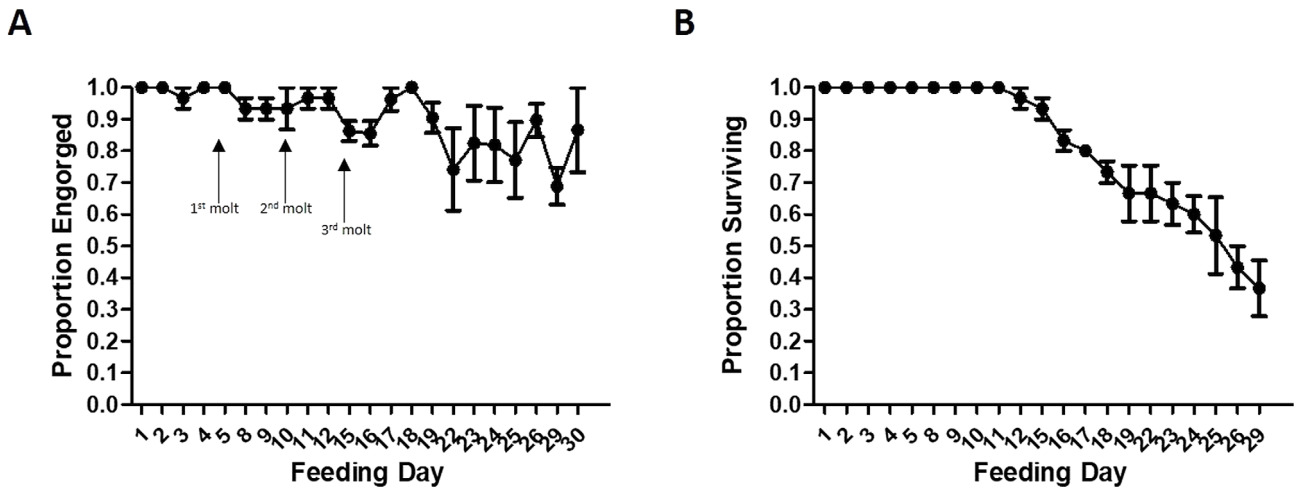 A
B
Proportion Engorged
1.0
0.9
0.8
0.7
0.6
0.5
0.4
0.3
0.2
0.1
0.0
1st molt
2nd molt
3rd molt
1 2 3 4 5 8 9 10 11 12 15 16 17 18 19 22 23 24 25 26 29 30
Feeding Day
Proportion Surviving
1.0
0.9
0.8
0.7
0.6
0.5
0.4
0.3
0.2
0.1
0.0
1 2 3 4 5 8 9 10 11 12 15 16 17 18 19 22 23 24 25 26 29
Feeding Day